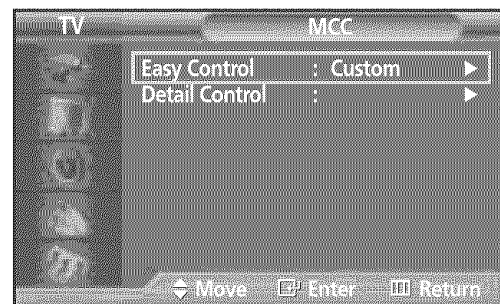 TV MCC
Easy Control : Custom
Detail Control :
Move Enter Return